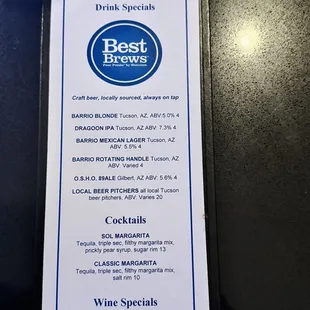 Drink Specials
Best
Brews
Craft beer, locally sourced, always on tap
BARRIO BLONDE Tucson, AZ, ABV:5.0% 4
DRAGOON IPA Tucson, AZ ABV: 7.3% 4
BARRIO MEXICAN LAGER Tucson, AZ
ABV: 5.5% 4
BARRIO ROTATING HANDLE Tucson, AZ
ABV: Varied 4
O.S.H.O. 89ALE Gilbert, AZ ABV: 5.6% 4
LOCAL BEER PITCHERS all local Tucson
beer pitchers, ABV: Varies 20
Cocktails
SOL MARGARITA
Tequila, triple sec, filthy margarita mix,
prickly pear syrup, sugar rim 13
CLASSIC MARGARITA
Tequila, triple sec, filthy margarita mix,
salt rim 10
Wine Specials